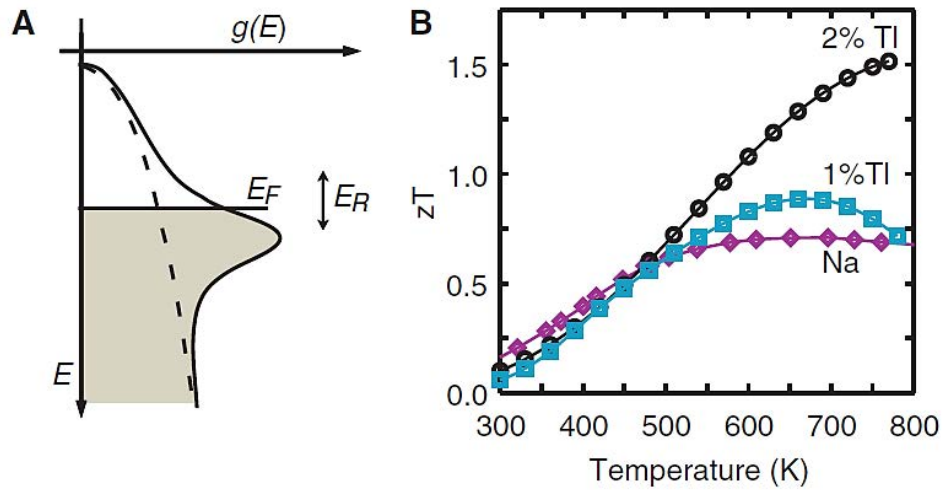 A
g(E)
E_F
E_R
E
B
zT
1.5
1.0
0.5
0.0
2% Tl
1%Tl
Na
300 400 500 600 700 800
Temperature (K)